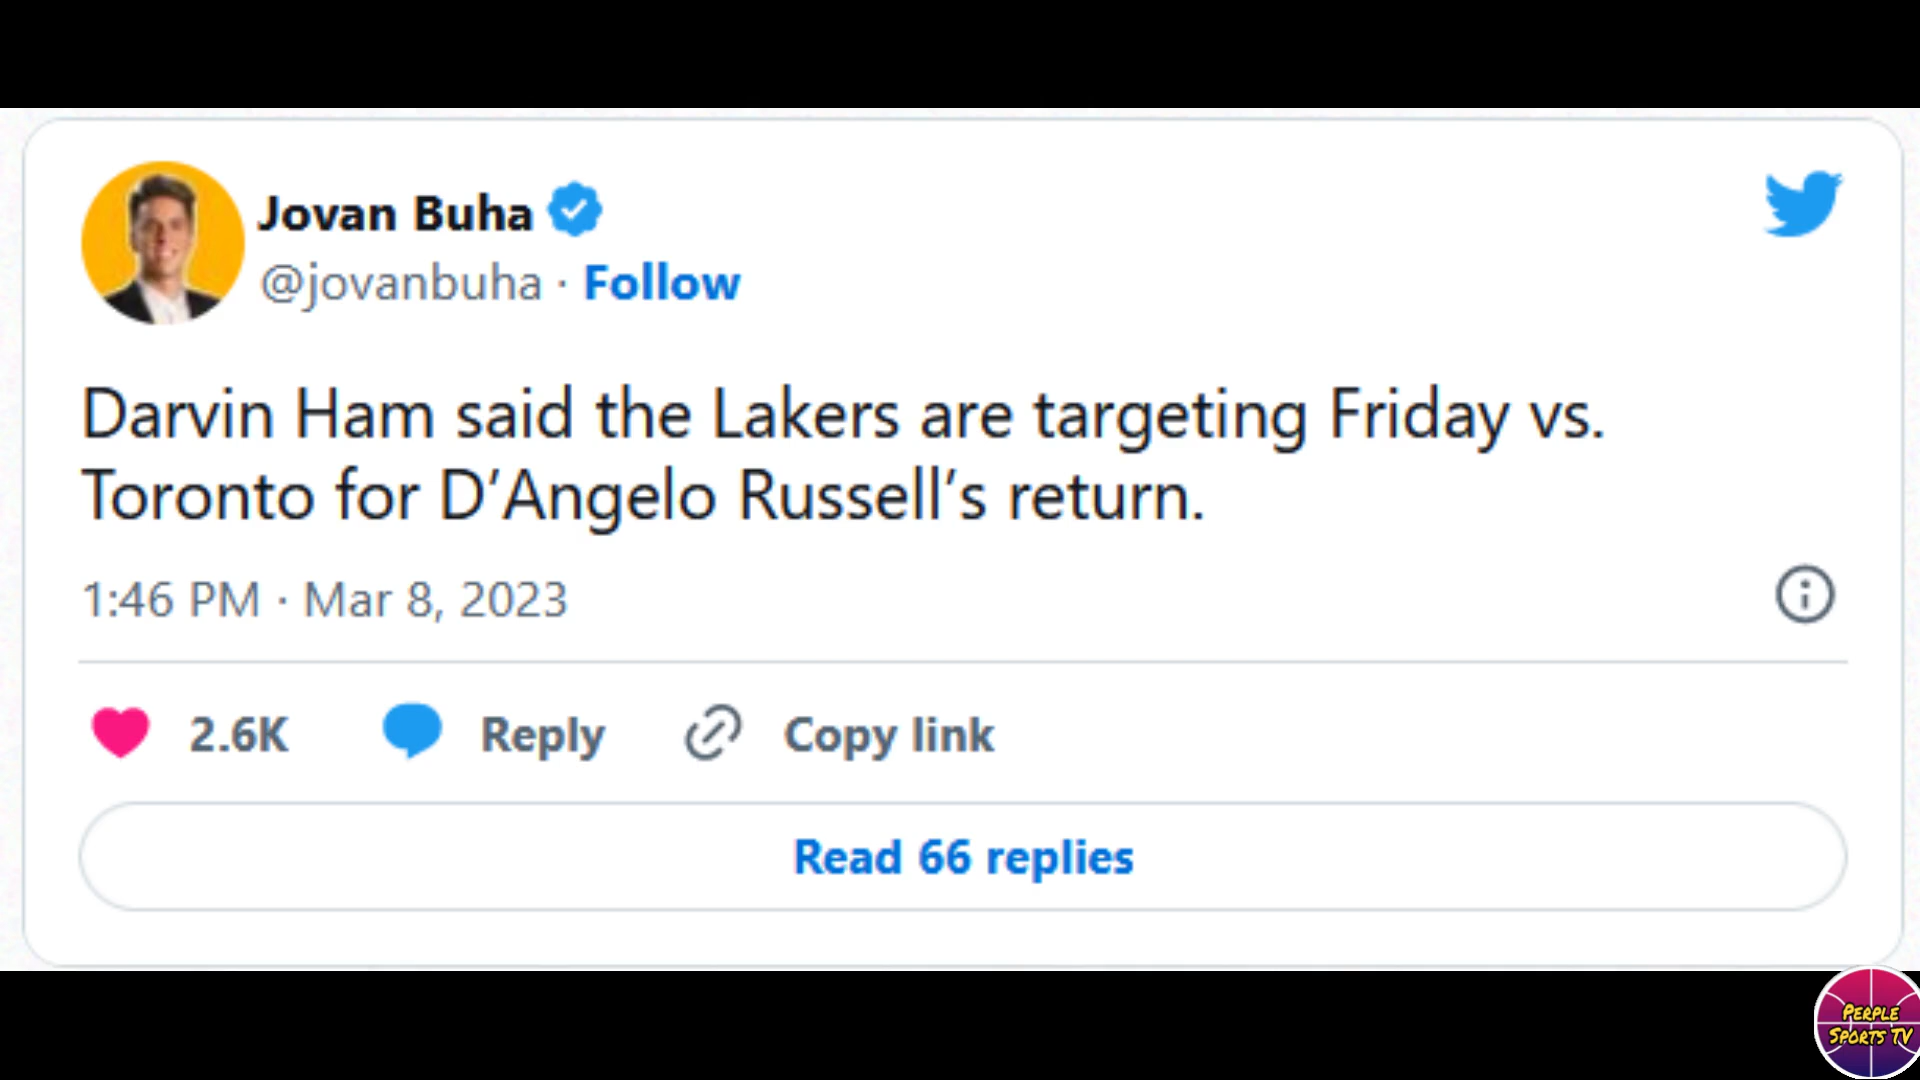 Jovan Buha
@jovanbuha · Follow
Darvin Ham said the Lakers are targeting Friday vs.
Toronto for D’Angelo Russell’s return.
1:46 PM · Mar 8, 2023
2.6K Reply Copy link
Read 66 replies
PERPLE
SPORTS TV